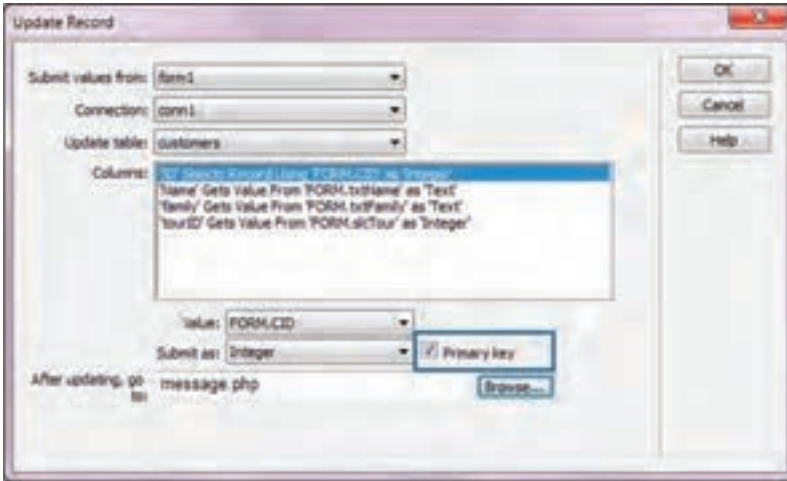 Update Record
Submit values from: form1
Connection: conn1
Update table: customers
Columns:
'ID' Selects Record Using 'FORM.CID' as 'Integer'
'Name' Gets Value From 'FORM.txtName' as 'Text'
'family' Gets Value From 'FORM.txtFamily' as 'Text'
'tourID' Gets Value From 'FORM.slcTour' as 'Integer'
Value: FORM.CID
Submit as: Integer
Primary key
After updating, go to: message.php
Browse...
OK
Cancel
Help